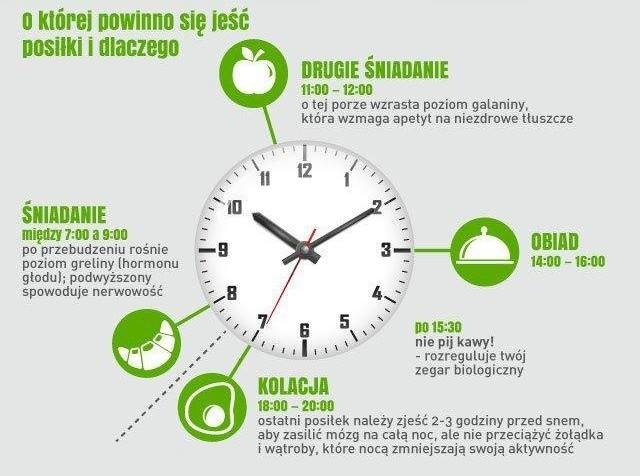 o której powinno się jeść
posiłki i dlaczego
DRUGIE ŚNIADANIE
11:00 – 12:00
o tej porze wzrasta poziom galaniny,
która wzmaga apetyt na niezdrowe tłuszcze
ŚNIADANIE
między 7:00 a 9:00
po przebudzeniu rośnie
poziom greliny (hormonu
głodu); podwyższony
spowoduje nerwowość
12
1
2
3
4
5
6
7
8
9
10
11
OBIAD
14:00 – 16:00
po 15:30
nie pij kawy!
- rozreguluje twój
zegar biologiczny
KOLACJA
18:00 – 20:00
ostatni posiłek należy zjeść 2-3 godziny przed snem,
aby zasilić mózg na całą noc, ale nie przeciążyć żołądka
i wątroby, które nocą zmniejszają swoją aktywność